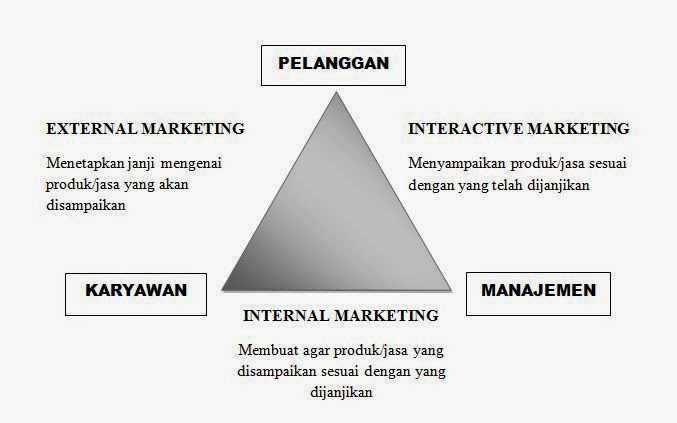 PELANGGAN
EXTERNAL MARKETING
Menetapkan janji mengenai
produk/jasa yang akan
disampaikan
INTERACTIVE MARKETING
Menyampaikan produk/jasa sesuai
dengan yang telah dijanjikan
KARYAWAN
MANAJEMEN
INTERNAL MARKETING
Membuat agar produk/jasa yang
disampaikan sesuai dengan yang
dijanjikan